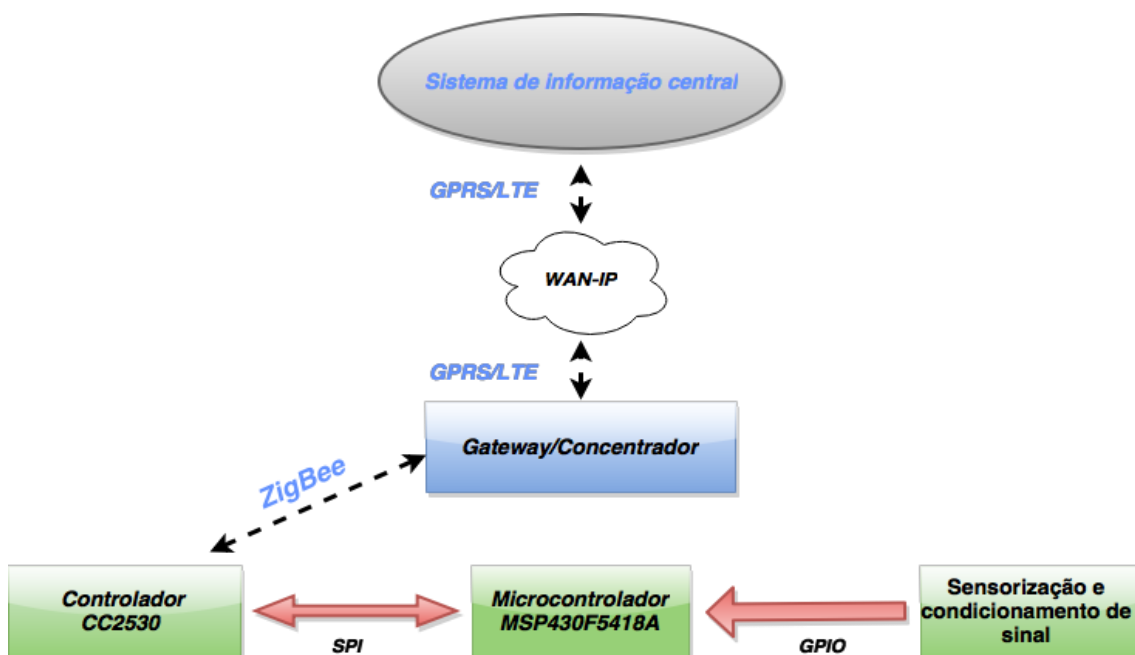 Sistema de informação central
GPRS/LTE
WAN-IP
GPRS/LTE
Gateway/Concentrador
ZigBee
Controlador
CC2530
SPI
Microcontrolador
MSP430F5418A
GPIO
Sensorização e
condicionamento de
sinal